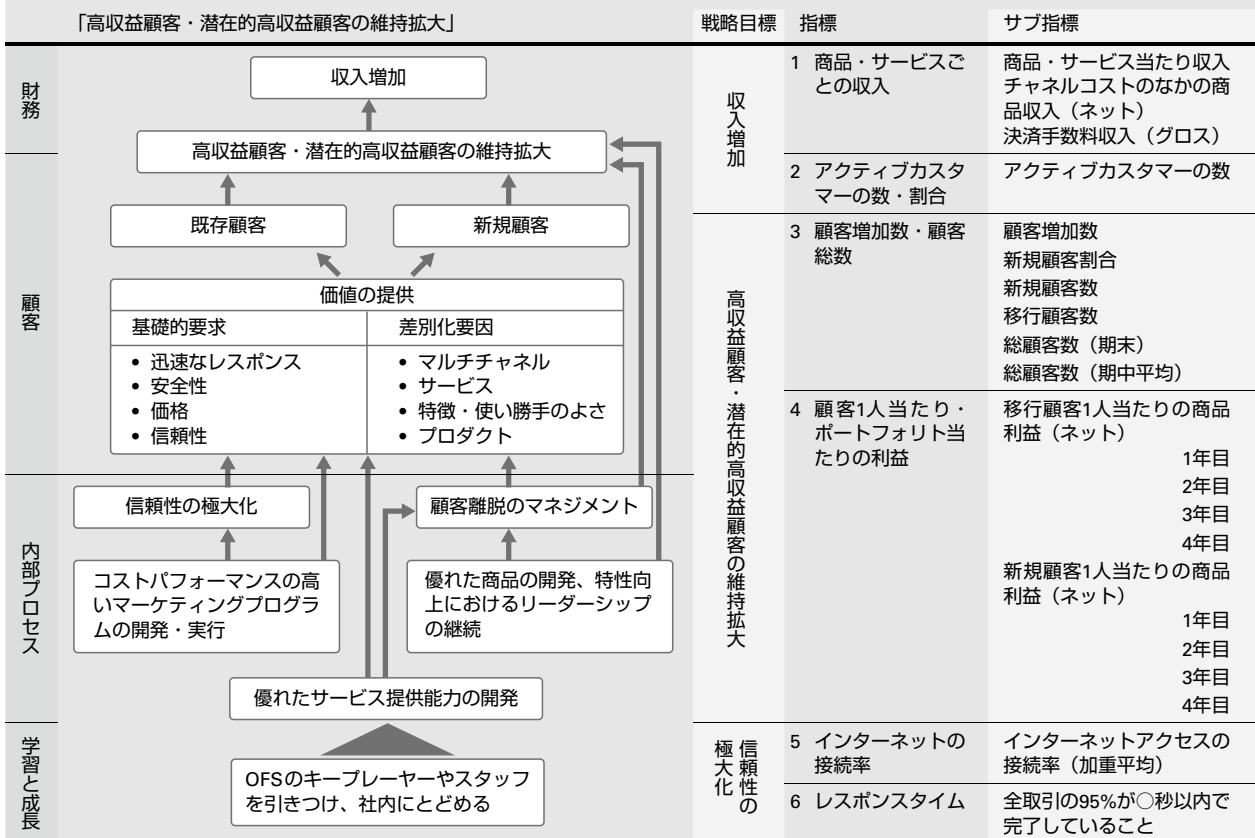 「高収益顧客・潜在的高収益顧客の維持拡大」
戦略目標
指標
サブ指標
財務
収入増加
高収益顧客・潜在的高収益顧客の維持拡大
顧客
既存顧客
新規顧客
価値の提供
基礎的要求
• 迅速なレスポンス
• 安全性
• 価格
• 信頼性
差別化要因
• マルチチャネル
• サービス
• 特徴・使い勝手のよさ
• プロダクト
内部プロセス
信頼性の極大化
顧客離脱のマネジメント
コストパフォーマンスの高
いマーケティングプログラ
ムの開発・実行
優れた商品の開発、特性向
上におけるリーダーシップ
の継続
優れたサービス提供能力の開発
学習と成長
OFSのキープレーヤーやスタッフ
を引きつけ、社内にとどめる
収入増加
1 商品・サービスご
との収入
商品・サービス当たり収入
チャネルコストのなかの商
品収入（ネット）
決済手数料収入（グロス）
2 アクティブカスタ
マーの数・割合
アクティブカスタマーの数
高収益顧客・潜在的高収益顧客の維持拡大
3 顧客増加数・顧客
総数
顧客増加数
新規顧客割合
新規顧客数
移行顧客数
総顧客数（期末）
総顧客数（期中平均）
4 顧客1人当たり・
ポートフォリト当
たりの利益
移行顧客1人当たりの商品
利益（ネット）
1年目
2年目
3年目
4年目
新規顧客1人当たりの商品
利益（ネット）
1年目
2年目
3年目
4年目
信頼性の
極大化
5 インターネットの
接続率
インターネットアクセスの
接続率（加重平均）
6 レスポンスタイム
全取引の95%が○秒以内で
完了していること